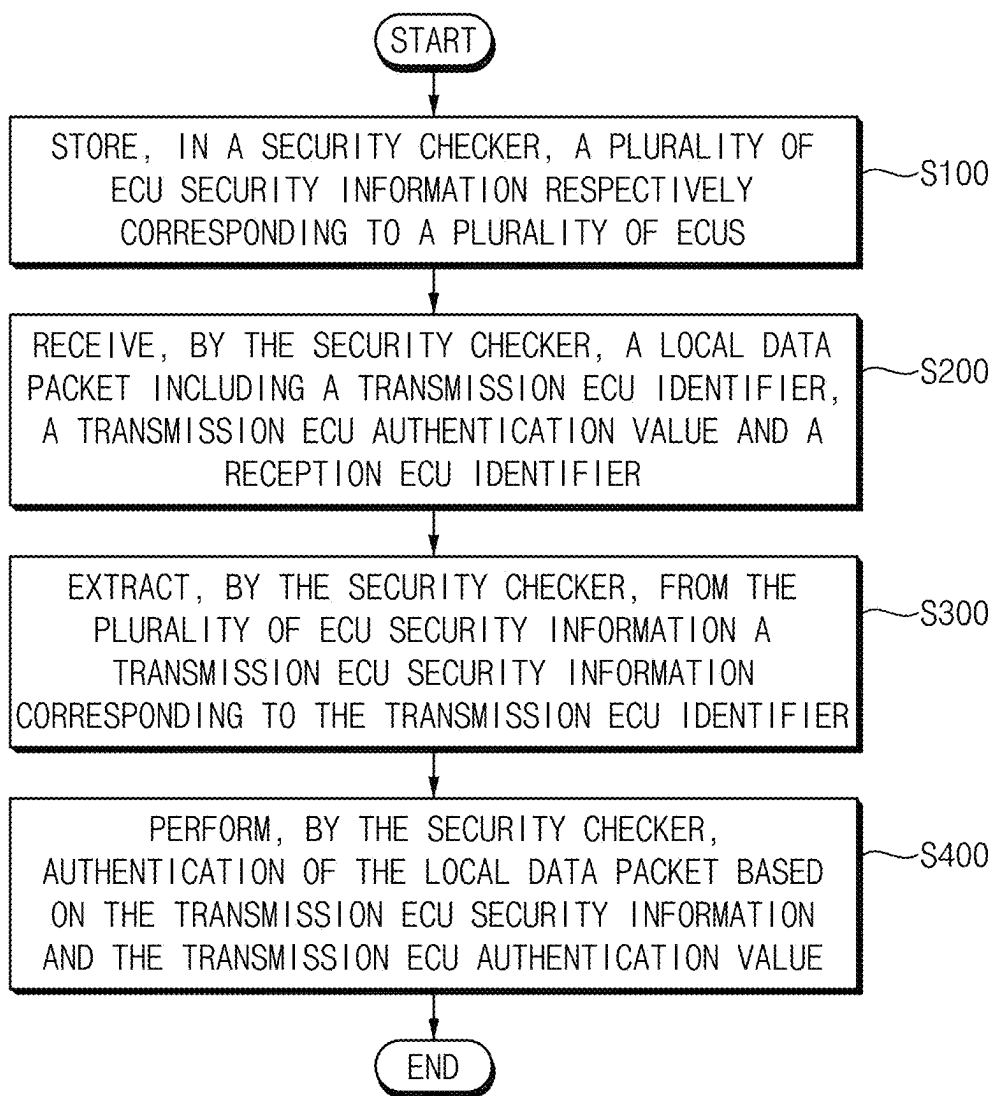 START
STORE, IN A SECURITY CHECKER, A PLURALITY OF
ECU SECURITY INFORMATION RESPECTIVELY
CORRESPONDING TO A PLURALITY OF ECUS
S100
RECEIVE, BY THE SECURITY CHECKER, A LOCAL DATA
PACKET INCLUDING A TRANSMISSION ECU IDENTIFIER,
A TRANSMISSION ECU AUTHENTICATION VALUE AND A
RECEPTION ECU IDENTIFIER
S200
EXTRACT, BY THE SECURITY CHECKER, FROM THE
PLURALITY OF ECU SECURITY INFORMATION A
TRANSMISSION ECU SECURITY INFORMATION
CORRESPONDING TO THE TRANSMISSION ECU IDENTIFIER
S300
PERFORM, BY THE SECURITY CHECKER,
AUTHENTICATION OF THE LOCAL DATA PACKET BASED
ON THE TRANSMISSION ECU SECURITY INFORMATION
AND THE TRANSMISSION ECU AUTHENTICATION VALUE
S400
END